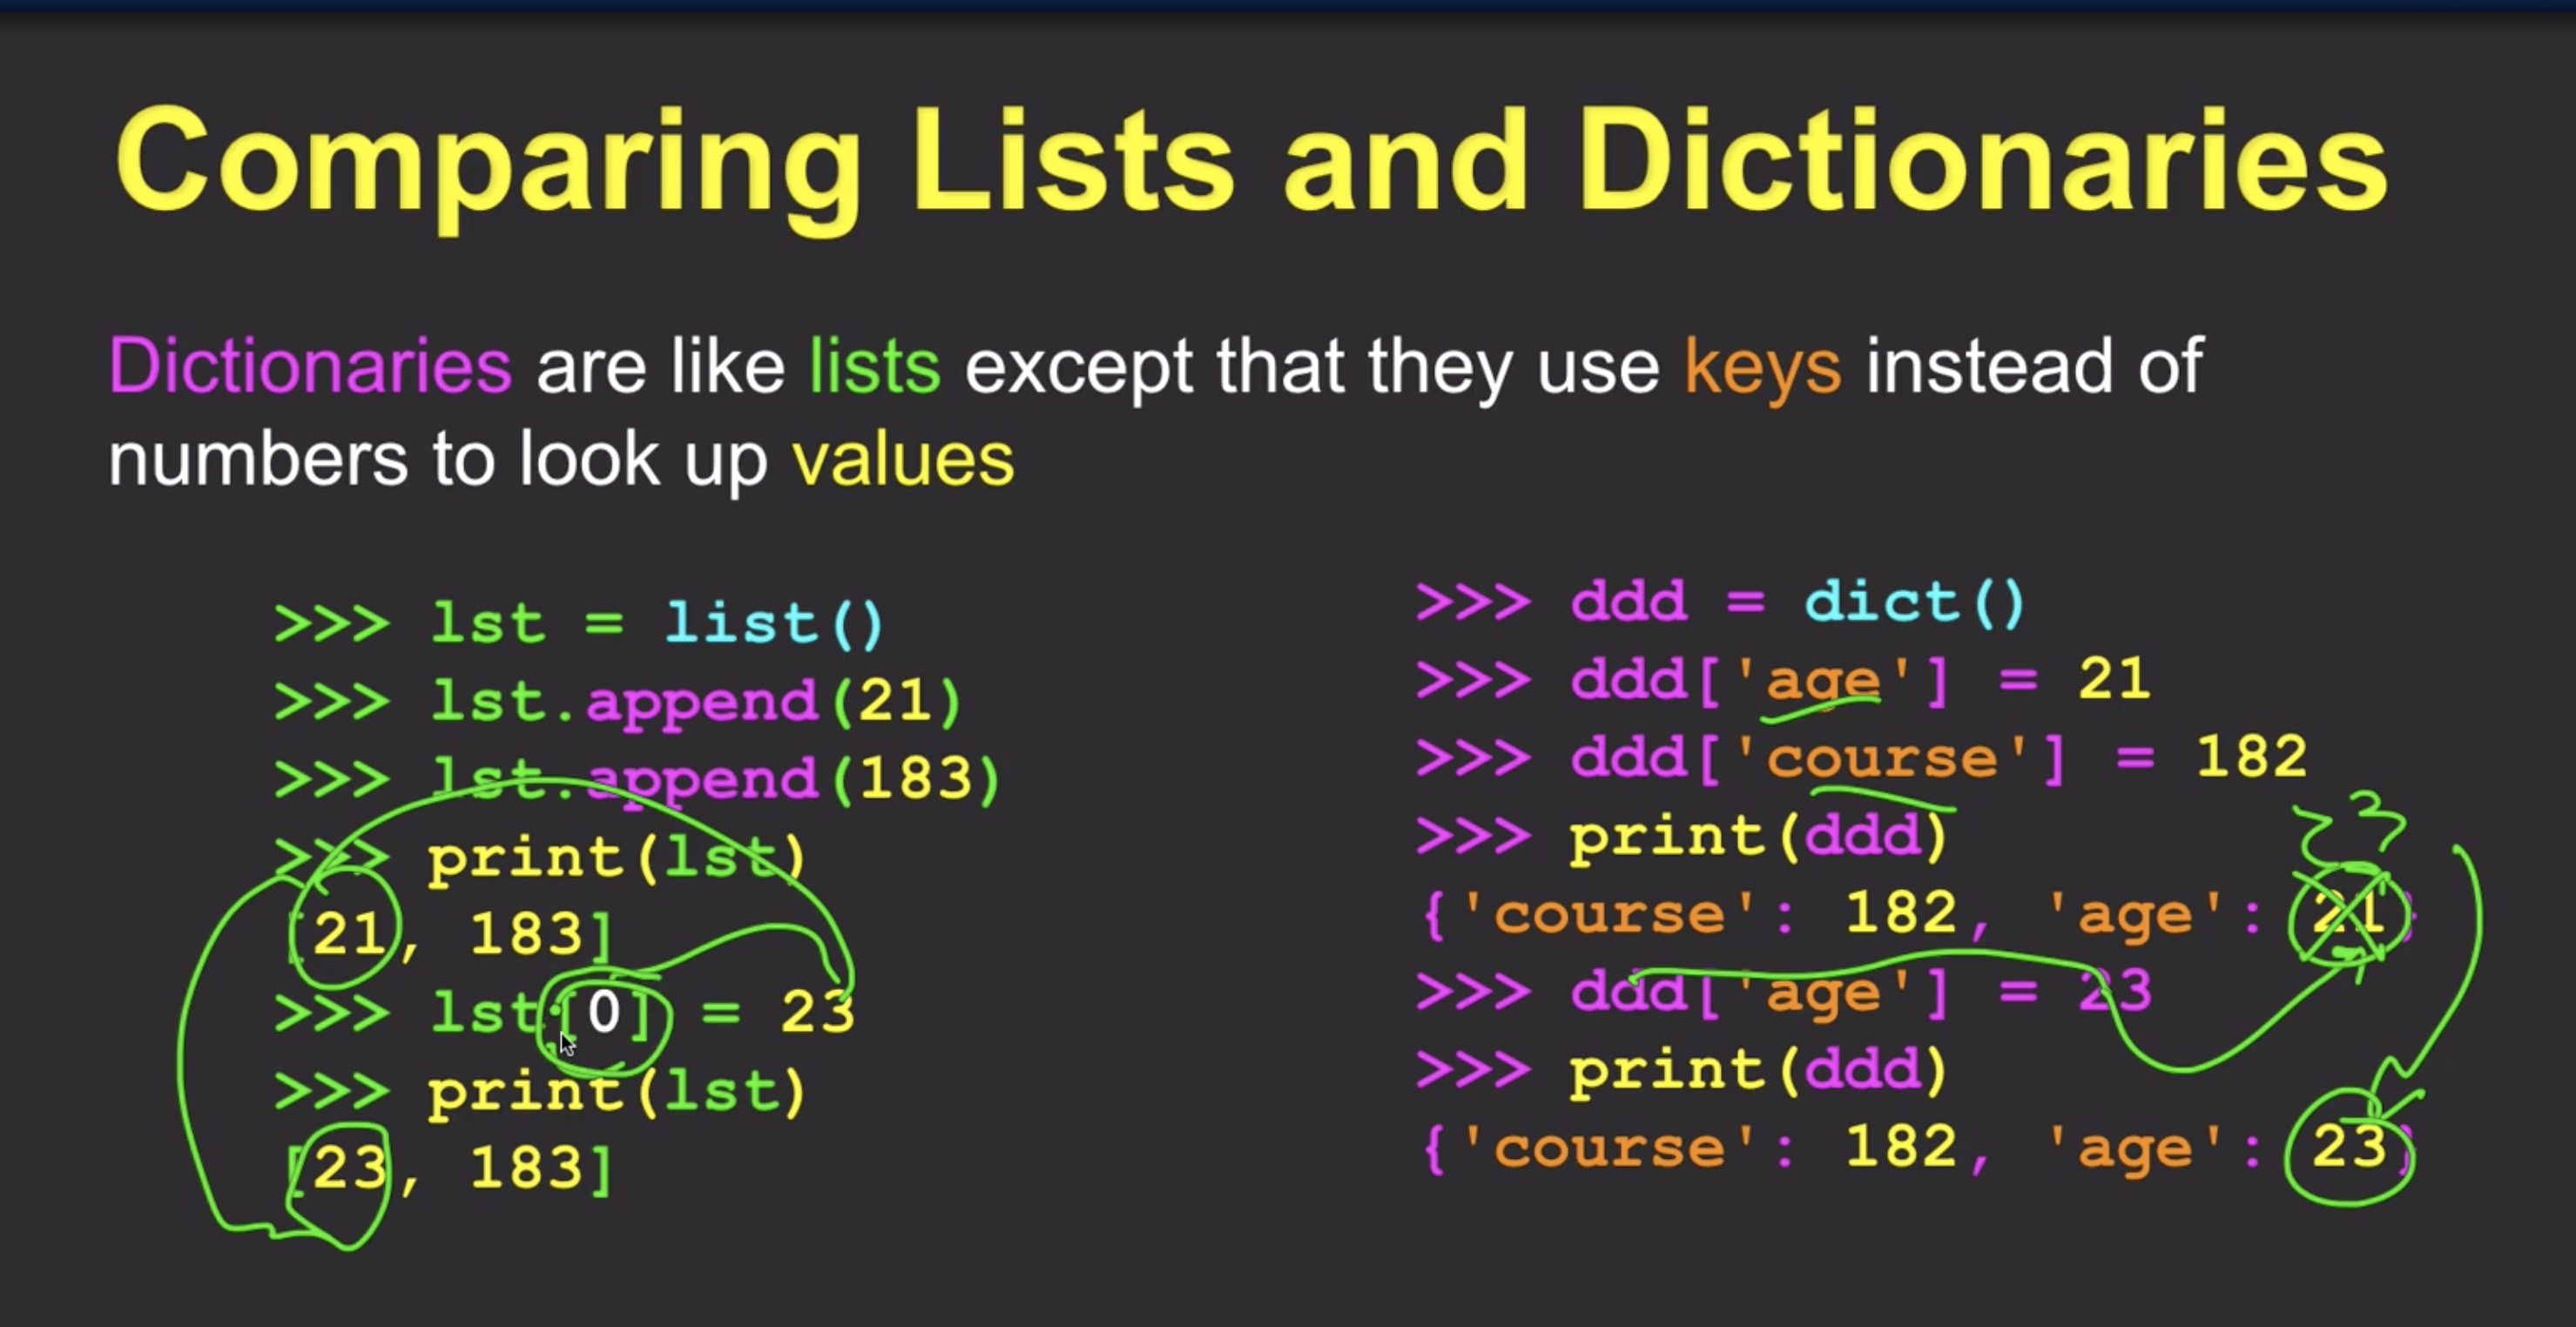 Comparing Lists and Dictionaries
Dictionaries are like lists except that they use keys instead of
numbers to look up values
>>> lst = list()
>>> lst.append(21)
>>> lst.append(183)
>>> print(lst)
[21, 183]
>>> lst[0] = 23
>>> print(lst)
[23, 183]
>>> ddd = dict()
>>> ddd['age'] = 21
>>> ddd['course'] = 182
>>> print(ddd)
23
{'course': 182, 'age': 21}
>>> ddd['age'] = 23
>>> print(ddd)
{'course': 182, 'age': 23}